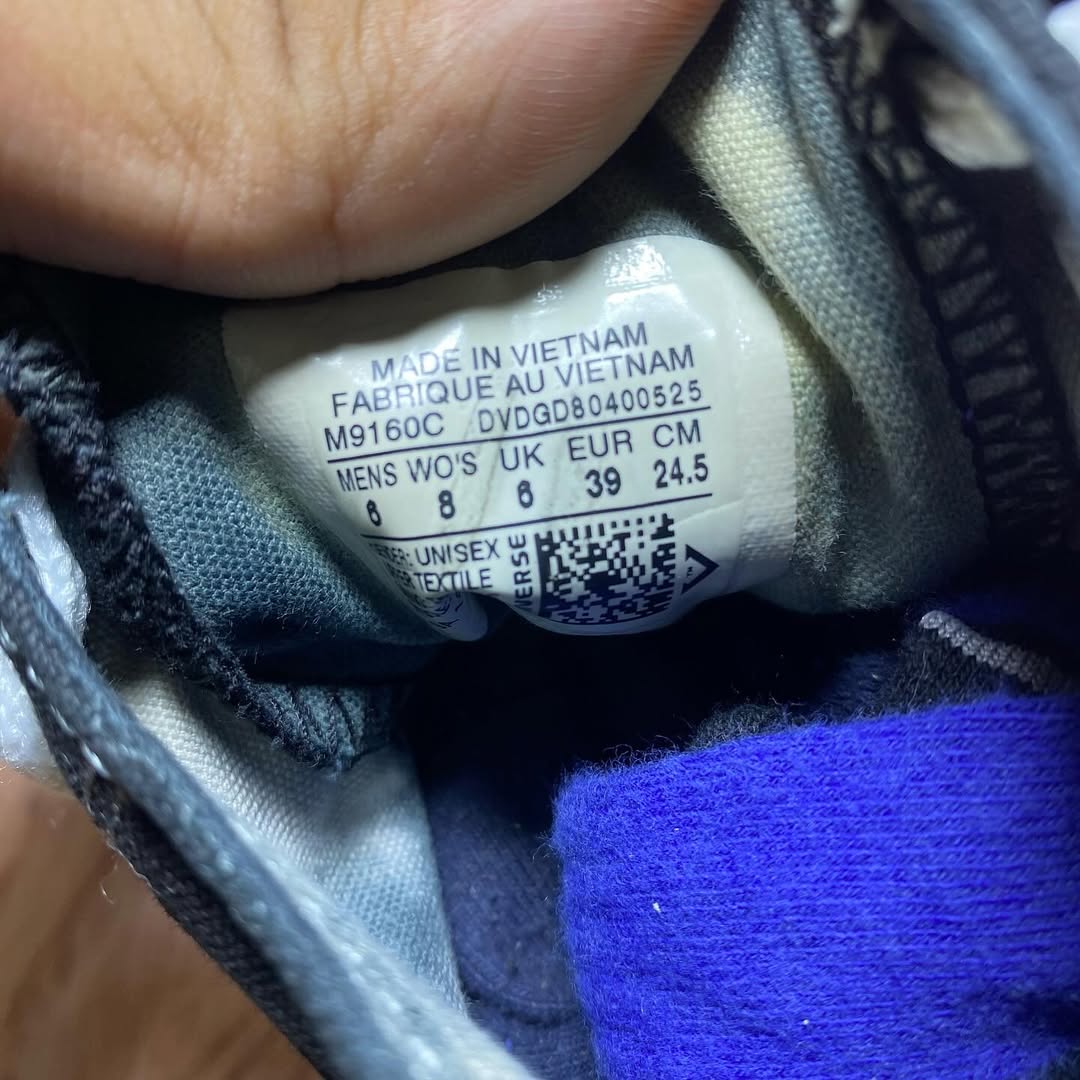 MADE IN VIETNAM
FABRIQUE AU VIETNAM
M9160C DVDGD80400525
MENS WO'S UK EUR CM
6 8 6 39 24.5
UNISEX
TEXTILE